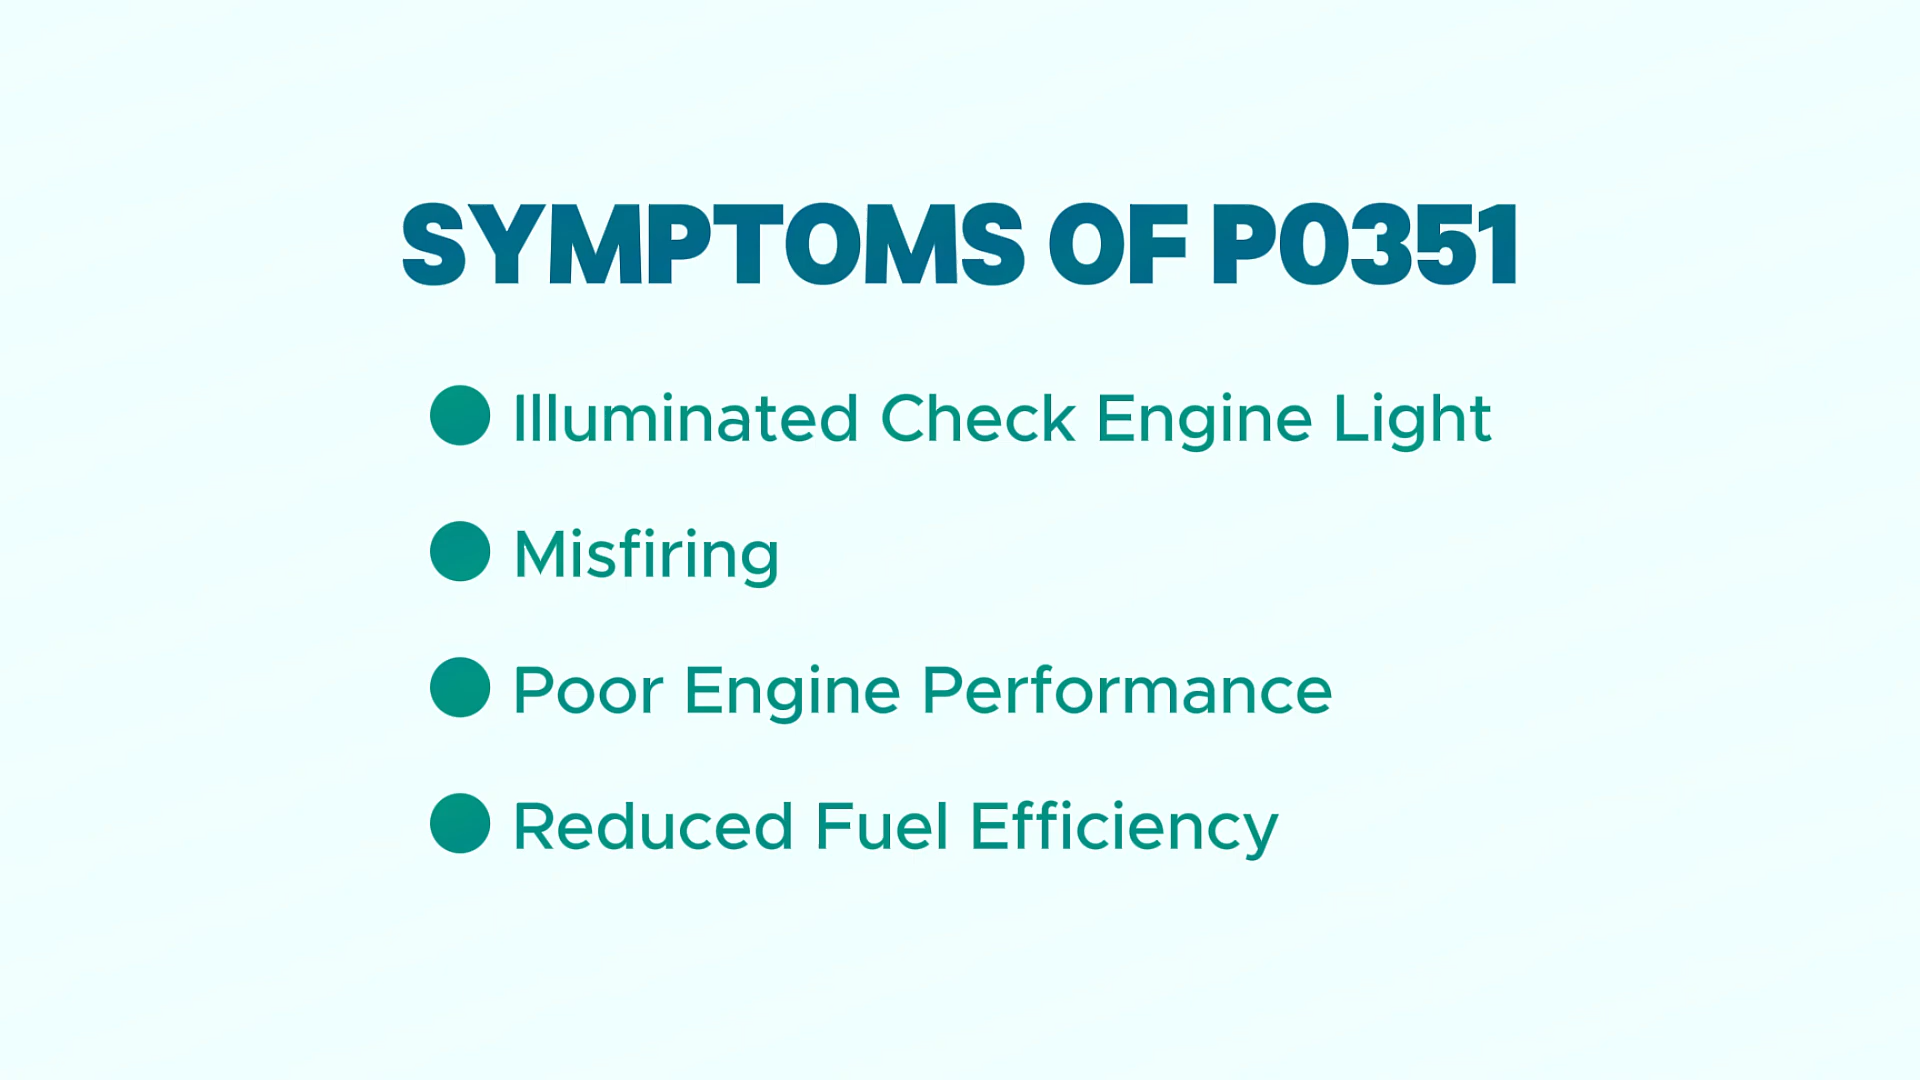 SYMPTOMS OF P0351
Illuminated Check Engine Light
Misfiring
Poor Engine Performance
Reduced Fuel Efficiency